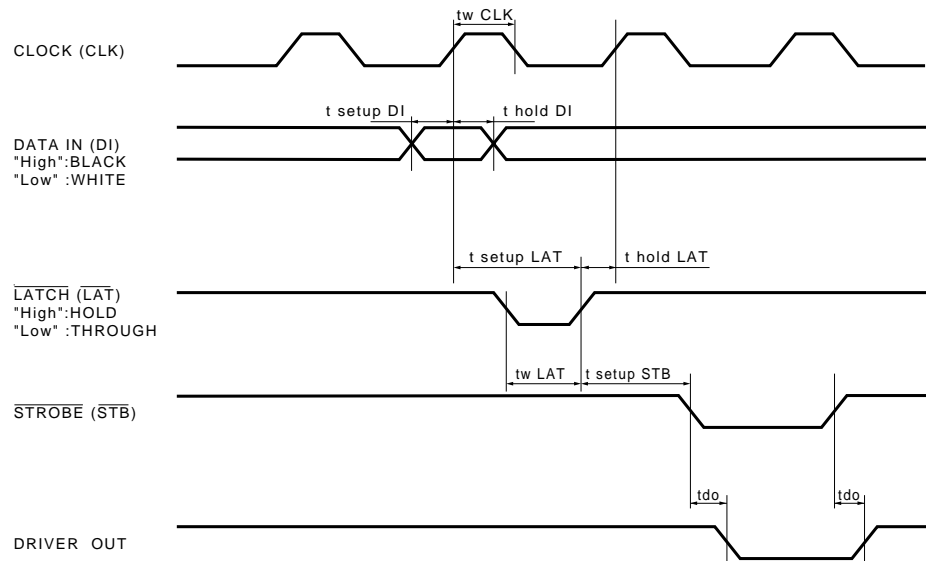 tw CLK
CLOCK (CLK)
t setup DI
t hold DI
DATA IN (DI)
"High":BLACK
"Low" :WHITE
t setup LAT
t hold LAT
LATCH (LAT)
"High":HOLD
"Low" :THROUGH
tw LAT
t setup STB
STROBE (STB)
tdo
tdo
DRIVER OUT